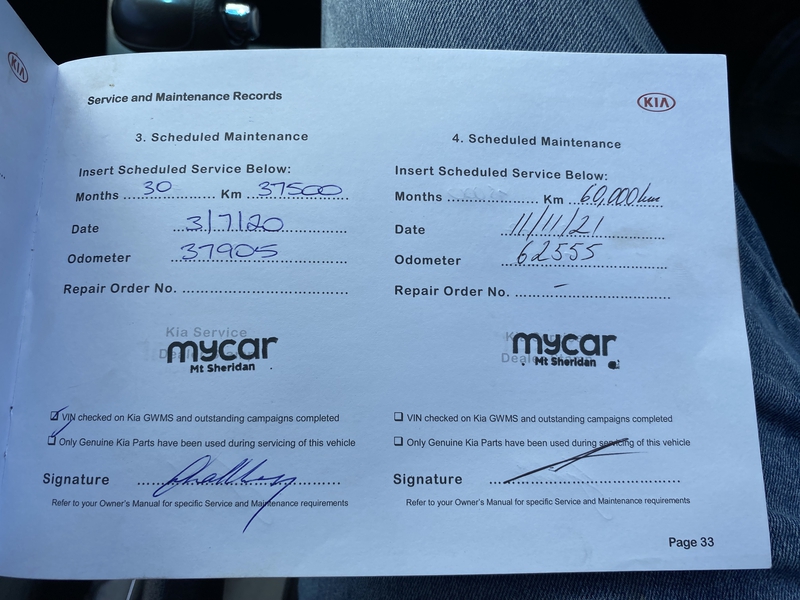 KIA
Service and Maintenance Records
KIA
3. Scheduled Maintenance
Insert Scheduled Service Below:
Months 30 Km 37500
Date 3/7/20
Odometer 37905
Repair Order No.
Kia Service
mycar
Mt Sheridan
VIN checked on Kia GWMS and outstanding campaigns completed
Only Genuine Kia Parts have been used during servicing of this vehicle
Signature
Refer to your Owner's Manual for specific Service and Maintenance requirements
4. Scheduled Maintenance
Insert Scheduled Service Below:
Months Km 60,000km
Date 11/11/21
Odometer 62555
Repair Order No. -
mycar
Mt Sheridan
VIN checked on Kia GWMS and outstanding campaigns completed
Only Genuine Kia Parts have been used during servicing of this vehicle
Signature
Refer to your Owner's Manual for specific Service and Maintenance requirements
Page 33